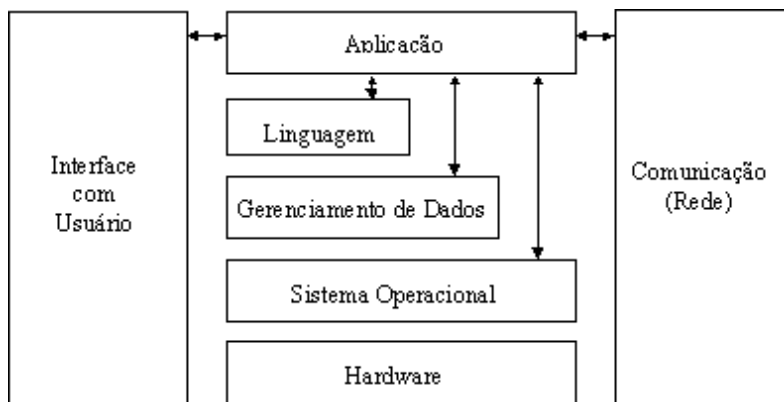 Interface
com
Usuário
Aplicação
Linguagem
Gerenciamento de Dados
Sistema Operacional
Hardware
Comunicação
(Rede)